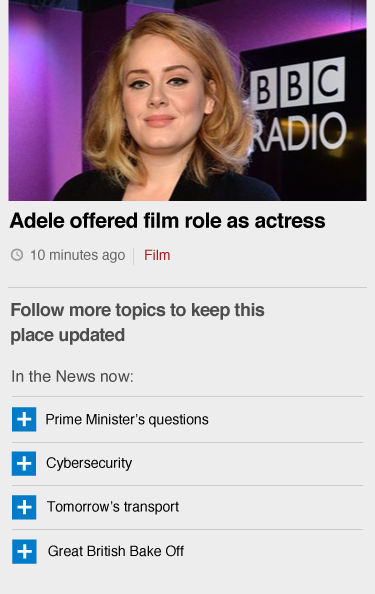 BBC
RADIO
Adele offered film role as actress
10 minutes ago Film
Follow more topics to keep this
place updated
In the News now:
Prime Minister’s questions
Cybersecurity
Tomorrow’s transport
Great British Bake Off